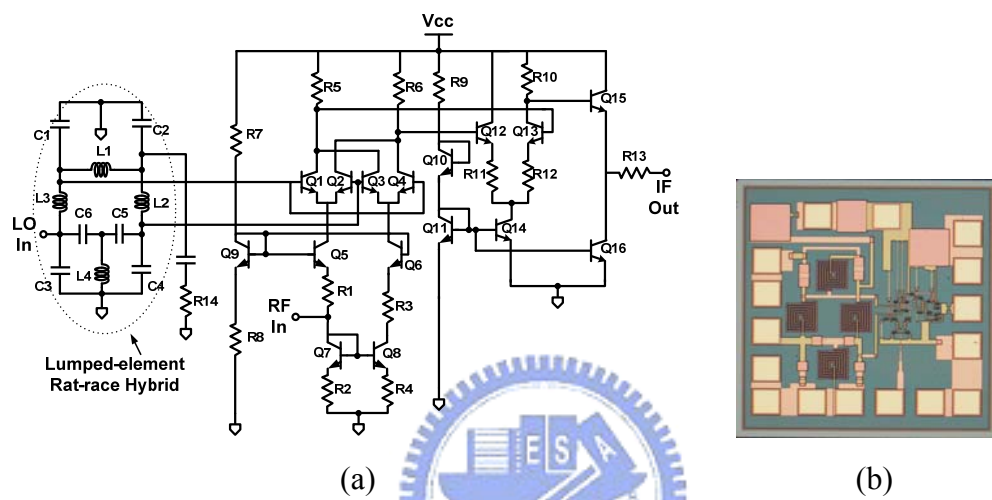 Vcc
C1
C2
L1
L3
L2
C6
C5
LO
In
L4
C3
C4
R14
Lumped-element
Rat-race Hybrid
R7
R5
R6
R9
R10
Q15
Q12
Q13
Q10
R11
R12
R13
IF
Out
Q1
Q2
Q3
Q4
Q11
Q14
Q16
Q9
Q5
Q6
R1
R3
RF
In
R8
Q7
Q8
R2
R4
E S A
(a)
(b)